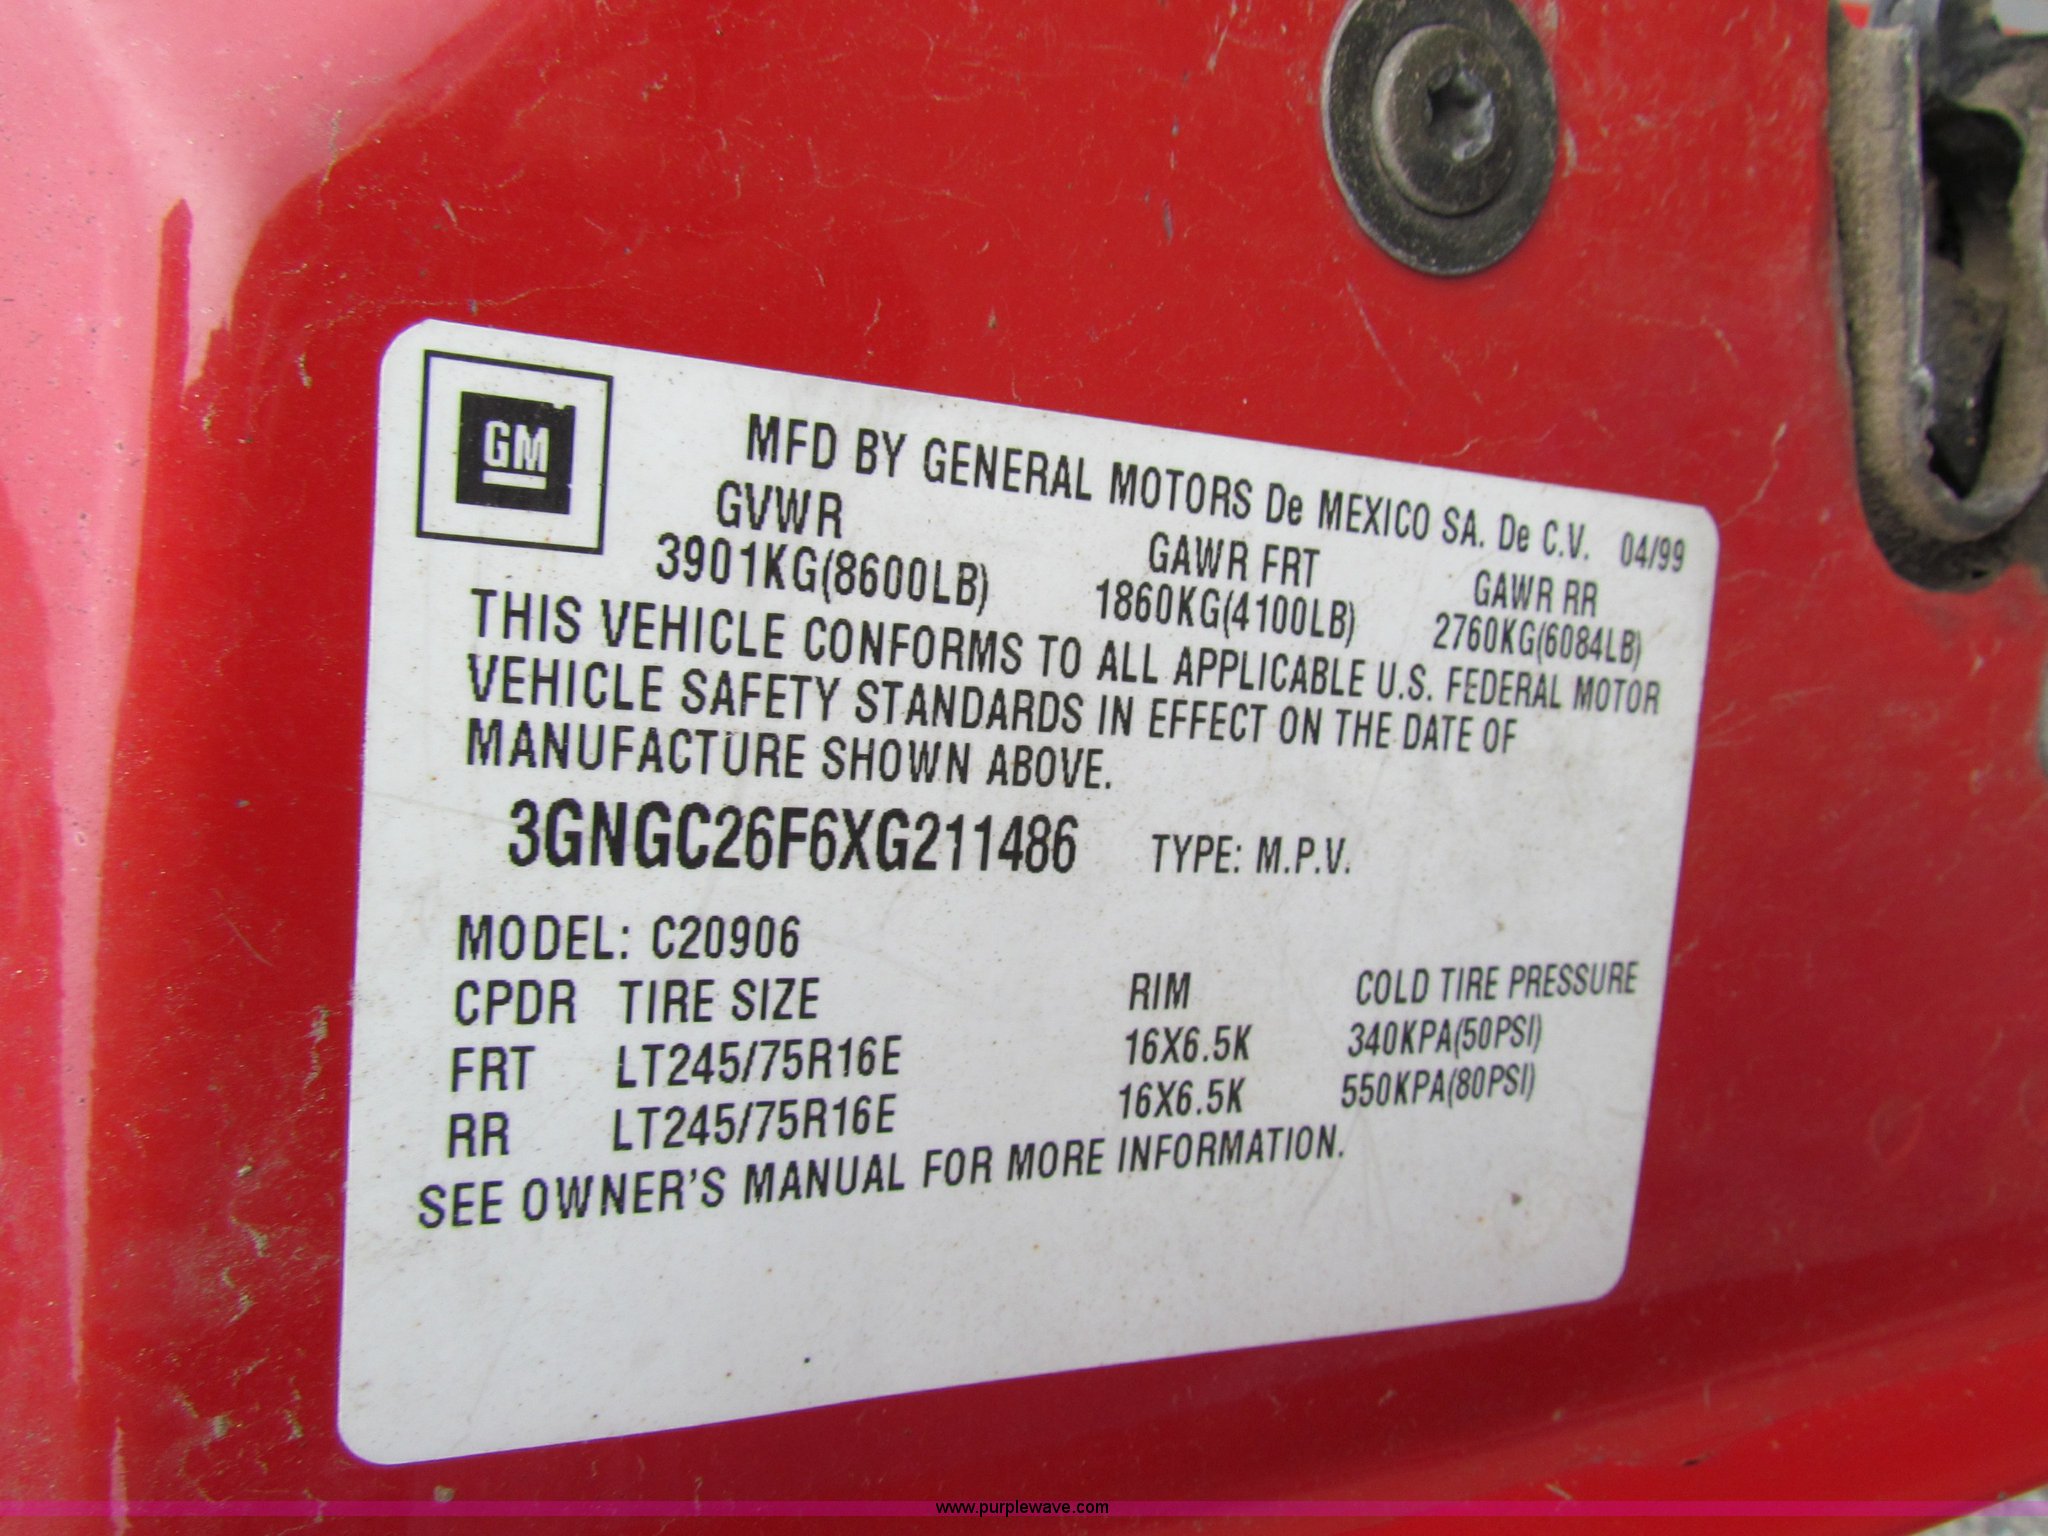 GM
MFD BY GENERAL MOTORS De MEXICO SA. De C.V. 04/99
GVWR GAWR FRT GAWR RR
3901KG(8600LB) 1860KG(4100LB) 2760KG(6084LB)
THIS VEHICLE CONFORMS TO ALL APPLICABLE U.S. FEDERAL MOTOR
VEHICLE SAFETY STANDARDS IN EFFECT ON THE DATE OF
MANUFACTURE SHOWN ABOVE.
3GNGC26F6XG211486 TYPE: M.P.V.
MODEL: C20906
CPDR TIRE SIZE RIM COLD TIRE PRESSURE
FRT LT245/75R16E 16X6.5K 340KPA(50PSI)
RR LT245/75R16E 16X6.5K 550KPA(80PSI)
SEE OWNER'S MANUAL FOR MORE INFORMATION.
www.purplewave.com